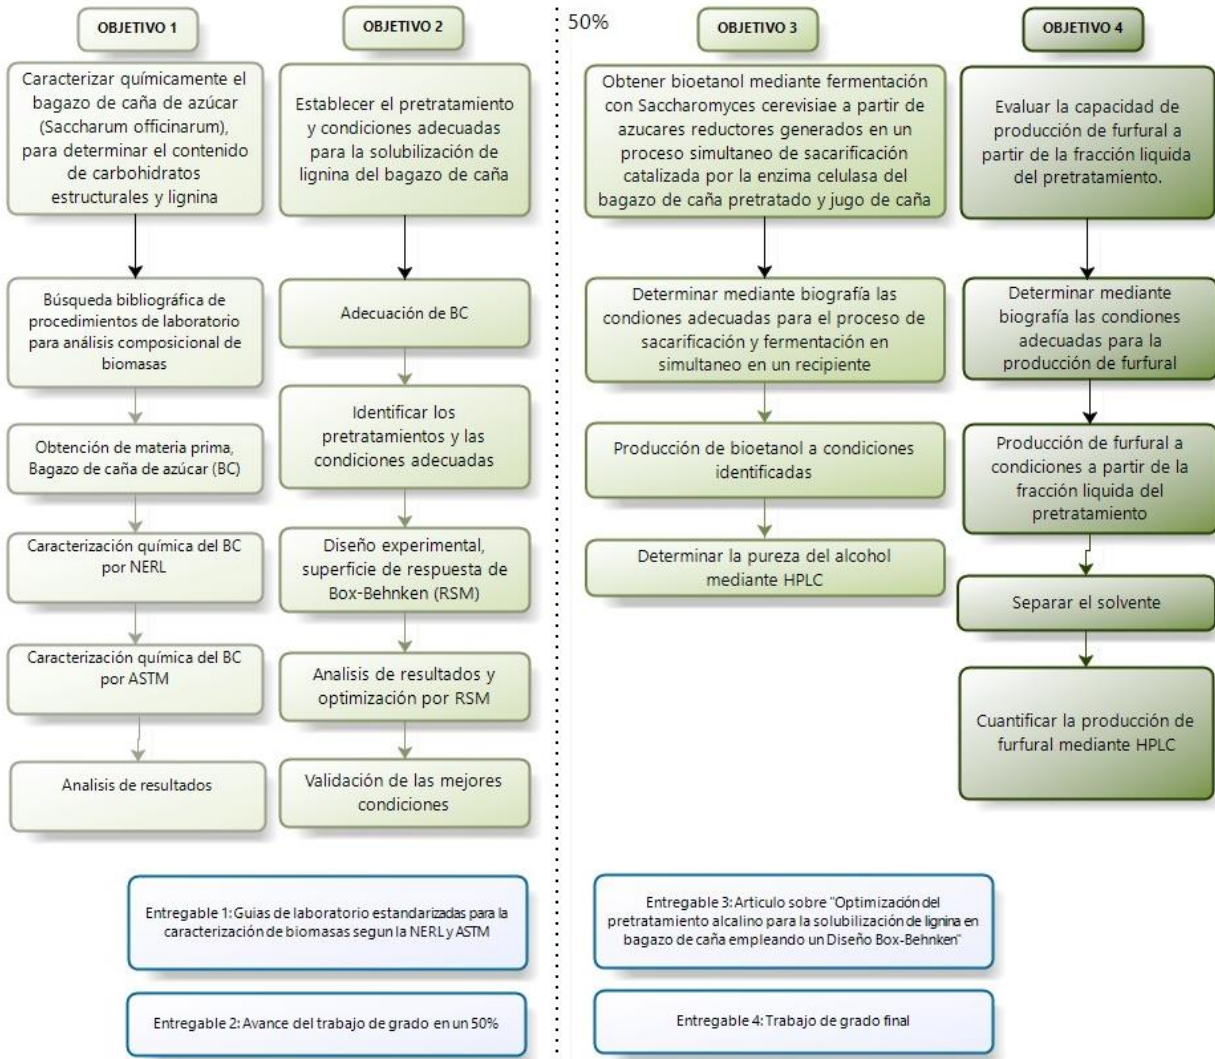 OBJETIVO 1
Caracterizar químicamente el
bagazo de caña de azúcar
(Saccharum officinarum),
para determinar el contenido
de carbohidratos
estructurales y lignina
Búsqueda bibliográfica de
procedimientos de laboratorio
para análisis composicional de
biomasas
Obtención de materia prima,
Bagazo de caña de azúcar (BC)
Caracterización química del BC
por NERL
Caracterización química del BC
por ASTM
Analisis de resultados
OBJETIVO 2
Establecer el pretratamiento
y condiciones adecuadas
para la solubilización de
lignina del bagazo de caña
Adecuación de BC
Identificar los
pretratamientos y las
condiciones adecuadas
Diseño experimental,
superficie de respuesta de
Box-Behnken (RSM)
Analisis de resultados y
optimización por RSM
Validación de las mejores
condiciones
50%
OBJETIVO 3
Obtener bioetanol mediante fermentación
con Saccharomyces cerevisiae a partir de
azucares reductores generados en un
proceso simultaneo de sacarificación
catalizada por la enzima celulasa del
bagazo de caña pretratado y jugo de caña
Determinar mediante biografía las
condiones adecuadas para el proceso de
sacarificación y fermentación en
simultaneo en un recipiente
Producción de bioetanol a condiciones
identificadas
Determinar la pureza del alcohol
mediante HPLC
OBJETIVO 4
Evaluar la capacidad de
producción de furfural a
partir de la fracción liquida
del pretratamiento.
Determinar mediante
biografía las condiones
adecuadas para la
producción de furfural
Producción de furfural a
condiciones a partir de la
fracción liquida del
pretratamiento
Separar el solvente
Cuantificar la producción de
furfural mediante HPLC
Entregable 1: Guias de laboratorio estandarizadas para la
caracterización de biomasas segun la NERL y ASTM
Entregable 2: Avance del trabajo de grado en un 50%
Entregable 3: Articulo sobre "Optimización del
pretratamiento alcalino para la solubilización de lignina en
bagazo de caña empleando un Diseño Box-Behnken"
Entregable 4: Trabajo de grado final